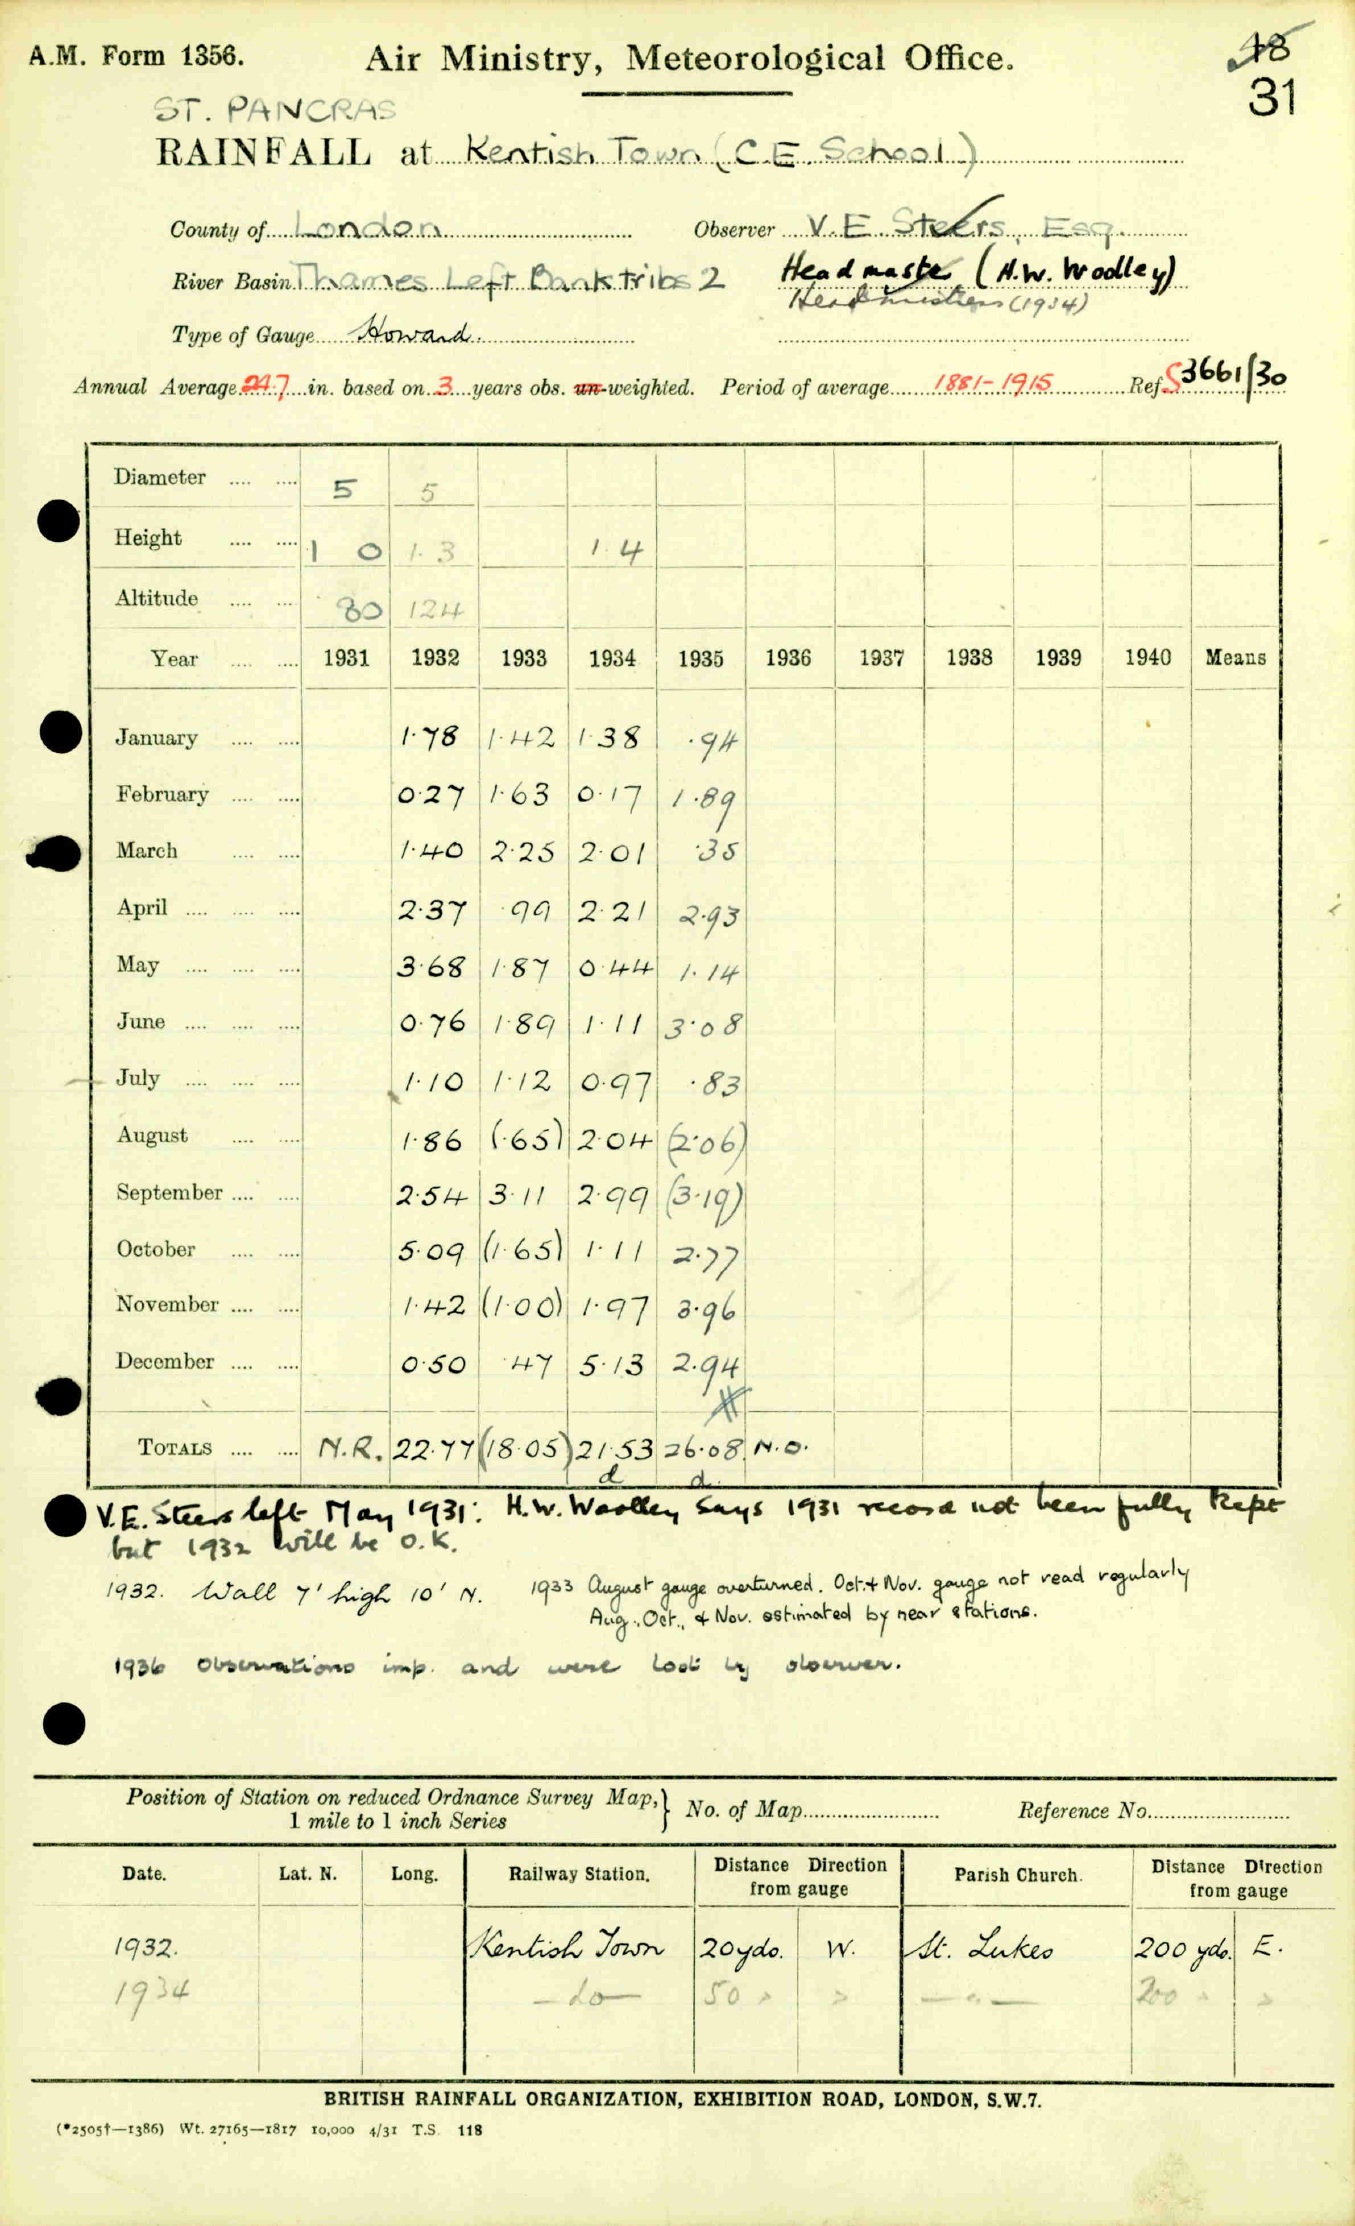 A.M. Form 1356.
Air Ministry, Meteorological Office.
48
31
ST. PANCRAS
RAINFALL at Kentish Town (C.E. School)
County of London Observer V. E. Steers, Esq.
River Basin Thames Left Bank tribs 2 Headmaster (H.W. Woolley)
Headmistress (1934)
Type of Gauge Howard.
Annual Average 24.7 in. based on 3 years obs. un-weighted. Period of average 1881-1915 Ref. S3661/30
Diameter .... .... 5 5
Height .... .... 1 0 1.3 1.4
Altitude .... .... 80 124
Year .... .... 1931 1932 1933 1934 1935 1936 1937 1938 1939 1940 Means
January .... .... 1.78 1.42 1.38 .94
February .... .... 0.27 1.63 0.17 1.89
March .... .... 1.40 2.25 2.01 .35
April .... .... .... 2.37 .99 2.21 2.93
May .... .... .... 3.68 1.87 0.44 1.14
June .... .... .... 0.76 1.89 1.11 3.08
July .... .... .... 1.10 1.12 0.97 .83
August .... .... 1.86 (.65) 2.04 (2.06)
September .... .... 2.54 3.11 2.99 (3.19)
October .... .... 5.09 (1.65) 1.11 2.77
November .... .... 1.42 (1.00) 1.97 3.96
December .... .... 0.50 .47 5.13 2.94
TOTALS .... .... N.R. 22.77 (18.05) 21.53 26.08 N.O.
d d
V.E. Steers left May 1931: H.W. Woolley says 1931 record not been fully kept
but 1932 will be O.K.
1932. Wall 7' high 10' N. 1933 August gauge overturned. Oct. & Nov. gauge not read regularly
Aug., Oct., & Nov. estimated by near stations.
1936 Observations imp. and were lost by observer.
Position of Station on reduced Ordnance Survey Map, } No. of Map Reference No.
1 mile to 1 inch Series
Date. Lat. N. Long. Railway Station. Distance Direction from gauge Parish Church. Distance Direction from gauge
1932. Kentish Town 20 yds. W. St. Lukes 200 yds. E.
1934 — do — 50 " " — " — 200 " "
BRITISH RAINFALL ORGANIZATION, EXHIBITION ROAD, LONDON, S.W.7.
(*2505†—1386) Wt. 27165—1817 10,000 4/31 T.S. 118